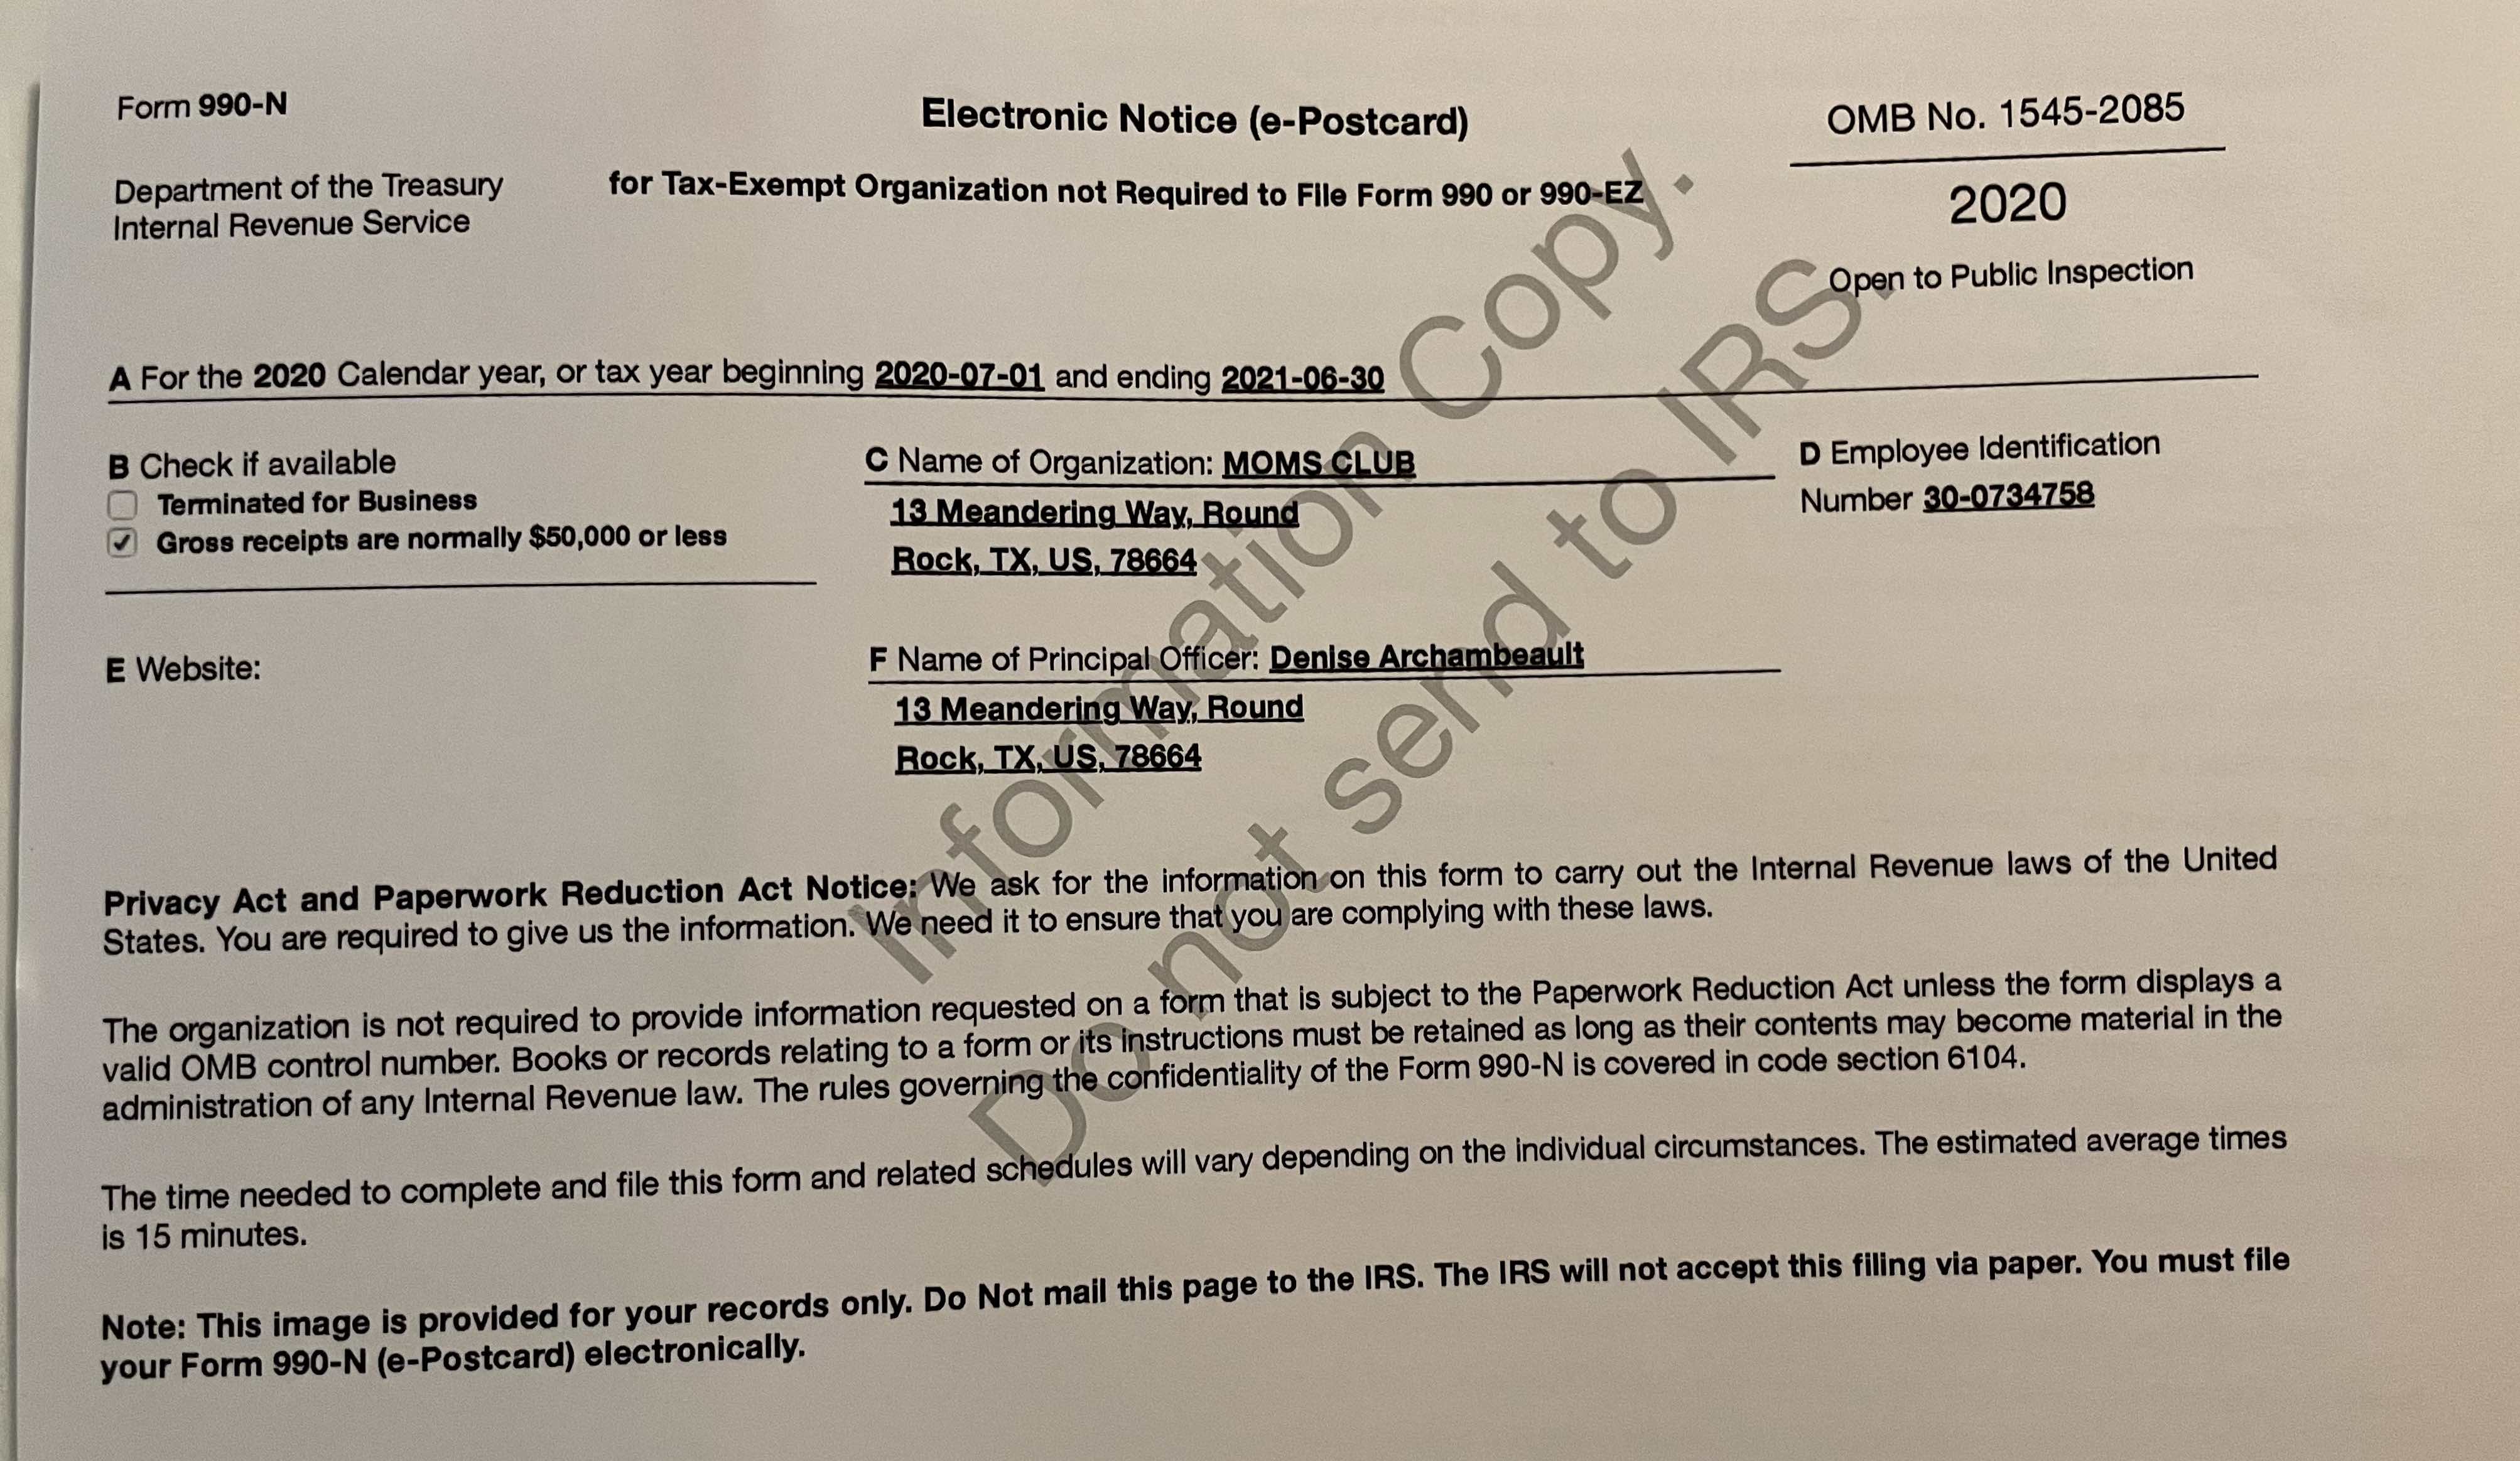 Form 990-N
Electronic Notice (e-Postcard)
OMB No. 1545-2085
Department of the Treasury
Internal Revenue Service
for Tax-Exempt Organization not Required to File Form 990 or 990-EZ
2020
Open to Public Inspection
A For the 2020 Calendar year, or tax year beginning 2020-07-01 and ending 2021-06-30
B Check if available
Terminated for Business
Gross receipts are normally $50,000 or less
C Name of Organization: MOMS CLUB
13 Meandering Way, Round
Rock, TX, US, 78664
D Employee Identification
Number 30-0734758
E Website:
F Name of Principal Officer: Denise Archambeault
13 Meandering Way, Round
Rock, TX, US, 78664
Privacy Act and Paperwork Reduction Act Notice: We ask for the information on this form to carry out the Internal Revenue laws of the United
States. You are required to give us the information. We need it to ensure that you are complying with these laws.
The organization is not required to provide information requested on a form that is subject to the Paperwork Reduction Act unless the form displays a
valid OMB control number. Books or records relating to a form or its instructions must be retained as long as their contents may become material in the
administration of any Internal Revenue law. The rules governing the confidentiality of the Form 990-N is covered in code section 6104.
The time needed to complete and file this form and related schedules will vary depending on the individual circumstances. The estimated average times
is 15 minutes.
Note: This image is provided for your records only. Do Not mail this page to the IRS. The IRS will not accept this filing via paper. You must file
your Form 990-N (e-Postcard) electronically.
Information Copy.
Do not send to IRS.